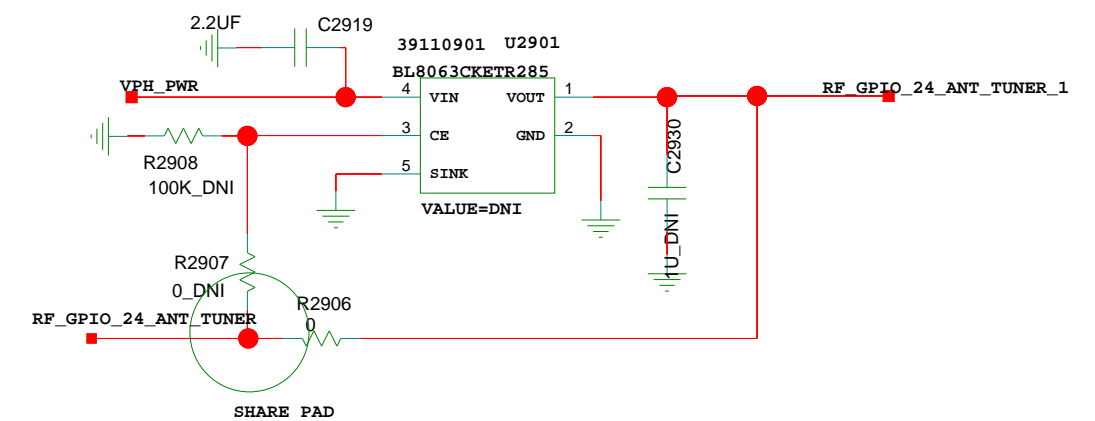 2.2UF
C2919
39110901
U2901
BL8063CKETR285
VPH_PWR
4
VIN
VOUT
1
RF_GPIO_24_ANT_TUNER_1
3
CE
GND
2
C2930
R2908
100K_DNI
5
SINK
VALUE=DNI
1U_DNI
R2907
0_DNI
R2906
0
RF_GPIO_24_ANT_TUNER
SHARE PAD